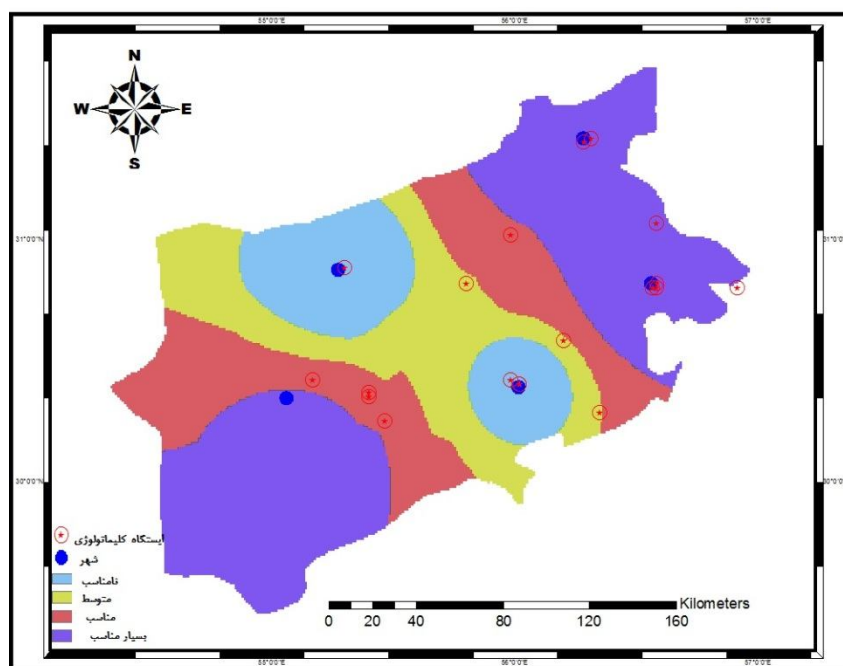 55°0'0"E 56°0'0"E 57°0'0"E
N
W E
S
31°0'0"N 31°0'0"N
30°0'0"N 30°0'0"N
ایستگاه کلیماتولوژی
شهر
نامناسب
متوسط
مناسب
بسیار مناسب
Kilometers
0 20 40 80 120 160
55°0'0"E 56°0'0"E 57°0'0"E